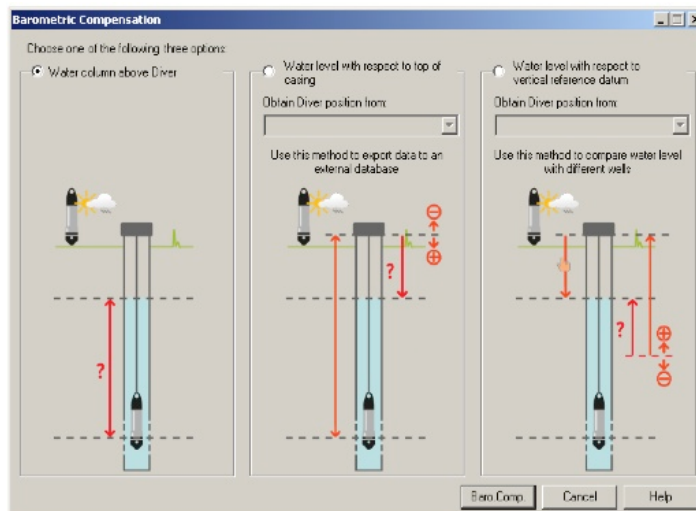 Barometric Compensation
Choose one of the following three options:
Water column above Diver
Water level with respect to top of
casing
Obtain Diver position from:
Use this method to export data to an
external database
Water level with respect to
vertical reference datum
Obtain Diver position from:
Use this method to compare water level
with different wells
?
?
?
Baro Comp.
Cancel
Help